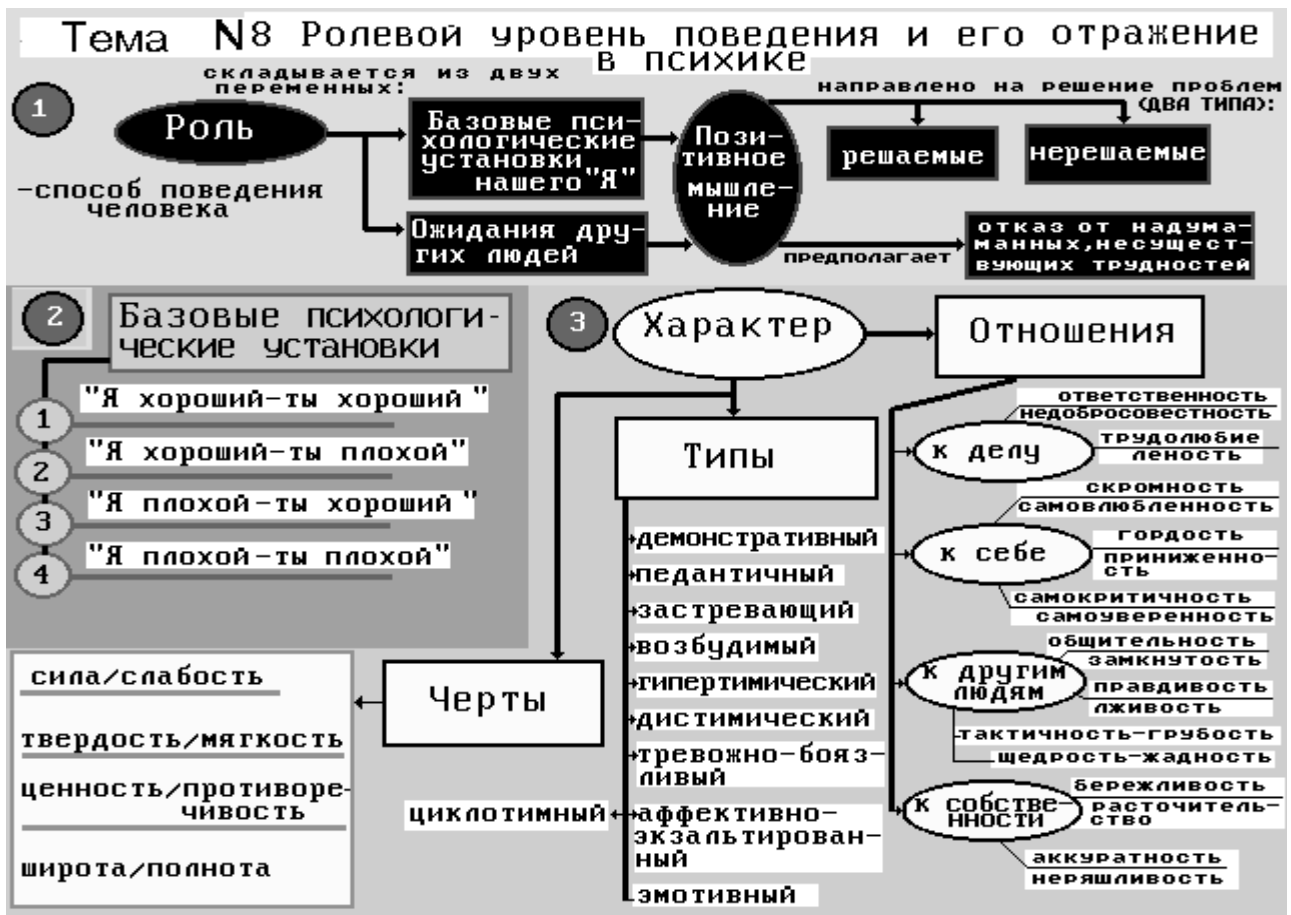 Тема N8 Ролевой уровень поведения и его отражение
в психике
1
складывается из двух
переменных:
Роль
-способ поведения
человека
Базовые пси-
хологические
установки
нашего"Я"
Ожидания дру-
гих людей
Пози-
тивное
мышле-
ние
направлено на решение проблем
(ДВА ТИПА):
решаемые
нерешаемые
предполагает
отказ от надума-
манных,несущест-
вующих трудностей
2
Базовые психологи-
ческие установки
1
"Я хороший-ты хороший "
2
"Я хороший-ты плохой"
3
"Я плохой-ты хороший "
4
"Я плохой-ты плохой"
сила/слабость
твердость/мягкость
ценность/противоре-
чивость
широта/полнота
3
Характер
Черты
Типы
демонстративный
педантичный
застревающий
возбудимый
гипертимический
дистимический
тревожно-бояз-
ливый
циклотимный
аффективно-
экзальтирован-
ный
эмотивный
Отношения
к делу
ответственность
недобросовестность
трудолюбие
леность
к себе
скромность
самовлюбленность
гордость
приниженно-
сть
самокритичность
самоуверенность
к другим
людям
общительность
замкнутость
правдивость
лживость
тактичность-грубость
щедрость-жадность
к собстве-
нности
бережливость
расточитель-
ство
аккуратность
неряшливость